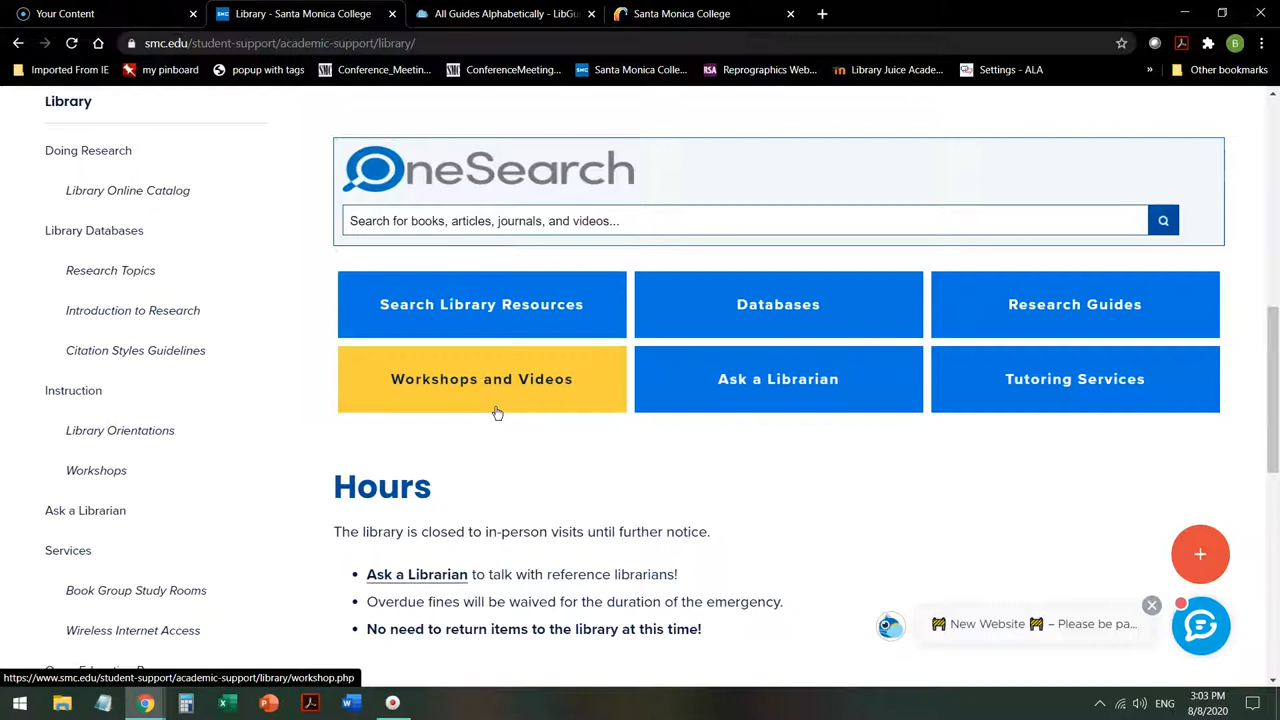 Your Content
Library - Santa Monica College
All Guides Alphabetically - LibGu
Santa Monica College
smc.edu/student-support/academic-support/library/
Imported From IE
my pinboard
popup with tags
Conference_Meetin...
ConferenceMeeting...
Santa Monica Colle...
Reprographics Web...
Library Juice Acade...
Settings - ALA
»
Other bookmarks
Library
Doing Research
Library Online Catalog
Library Databases
Research Topics
Introduction to Research
Citation Styles Guidelines
Instruction
Library Orientations
Workshops
Ask a Librarian
Services
Book Group Study Rooms
Wireless Internet Access
OneSearch
Search for books, articles, journals, and videos...
Search Library Resources
Databases
Research Guides
Workshops and Videos
Ask a Librarian
Tutoring Services
Hours
The library is closed to in-person visits until further notice.
• Ask a Librarian to talk with reference librarians!
• Overdue fines will be waived for the duration of the emergency.
• No need to return items to the library at this time!
🚧 New Website 🚧 – Please be pa...
https://www.smc.edu/student-support/academic-support/library/workshop.php
ENG
3:03 PM
8/8/2020